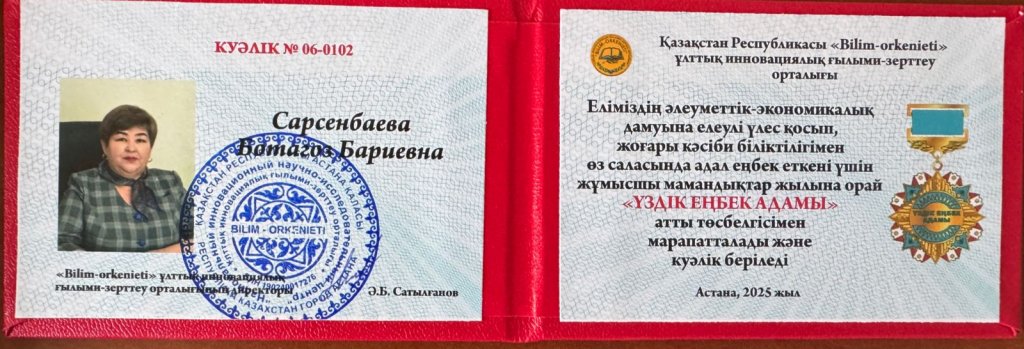 КУӘЛІК № 06-0102
Сарсенбаева
Ботагоз Бариевна
BILIM - ORKENIETI
«Bilim-orkenieti» ұлттық инновациялық
ғылыми-зерттеу орталығының директоры
Ә.Б. Сатылғанов
Қазақстан Республикасы «Bilim-orkenieti»
ұлттық инновациялық ғылыми-зерттеу
орталығы
Еліміздің әлеуметтік-экономикалық
дамуына елеулі үлес қосып,
жоғары кәсіби біліктілігімен
өз саласында адал еңбек еткені үшін
жұмысшы мамандықтар жылына орай
«ҮЗДІК ЕҢБЕК АДАМЫ»
атты төсбелгісімен
марапатталады және
куәлік беріледі
Астана, 2025 жыл
ҮЗДІК ЕҢБЕК
АДАМЫ